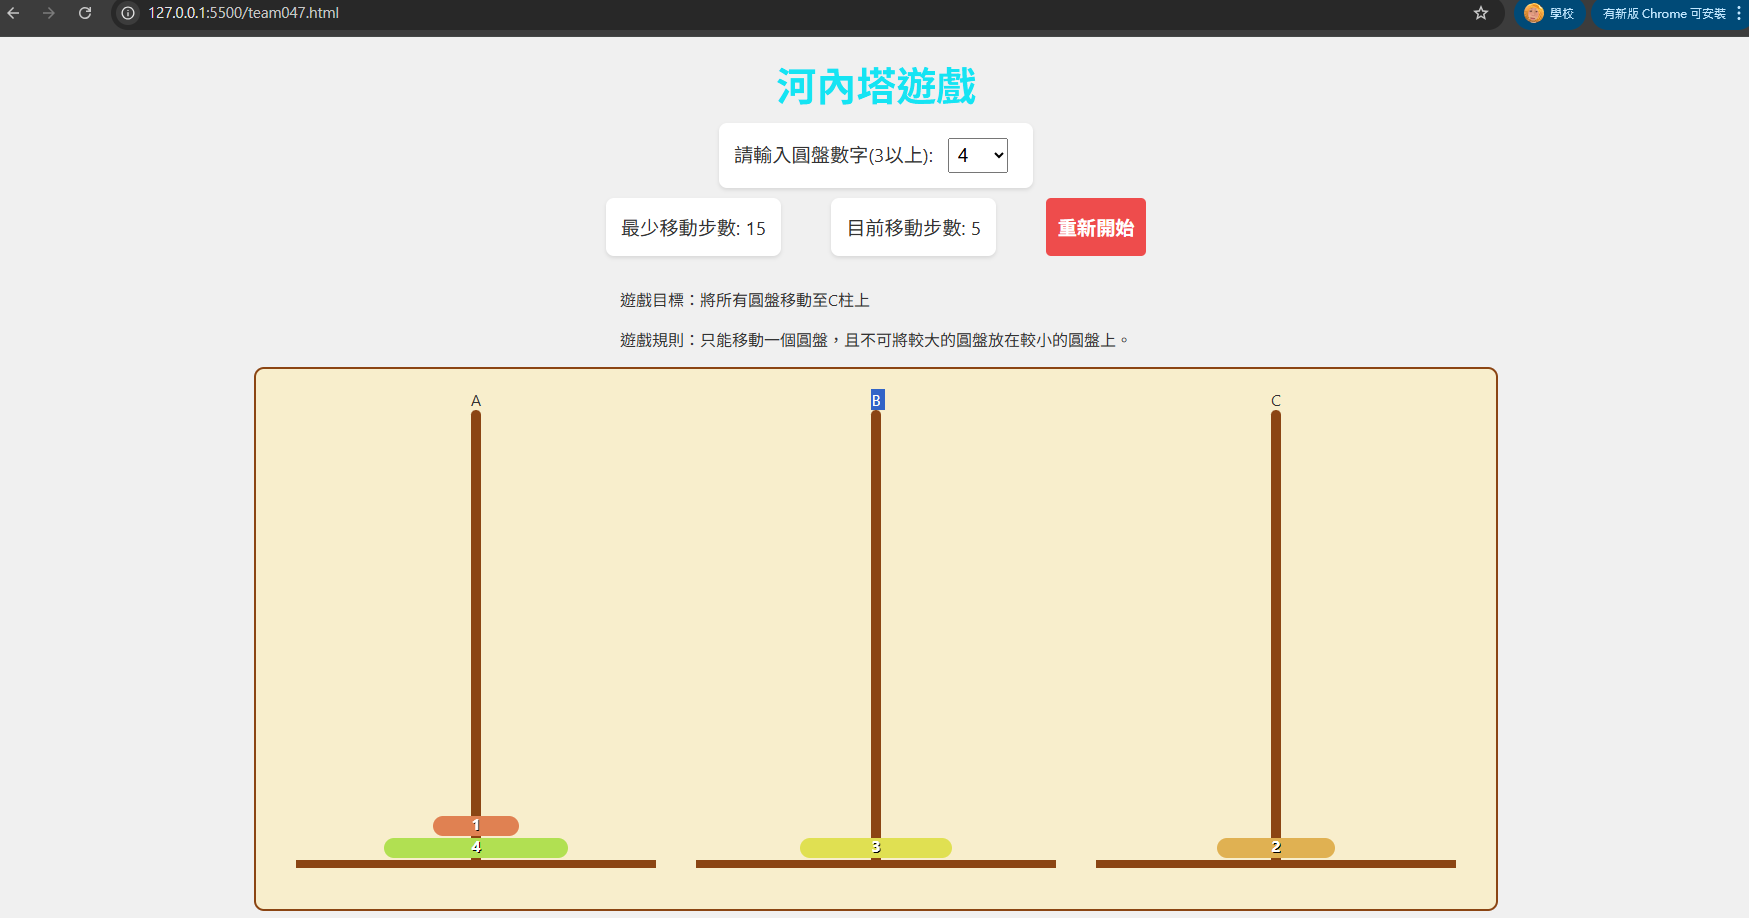 127.0.0.1:5500/team047.html
學校
有新版 Chrome 可安裝
河內塔遊戲
請輸入圓盤數字(3以上): 4
最少移動步數: 15
目前移動步數: 5
重新開始
遊戲目標：將所有圓盤移動至C柱上
遊戲規則：只能移動一個圓盤，且不可將較大的圓盤放在較小的圓盤上。
A
B
C
1
4
3
2